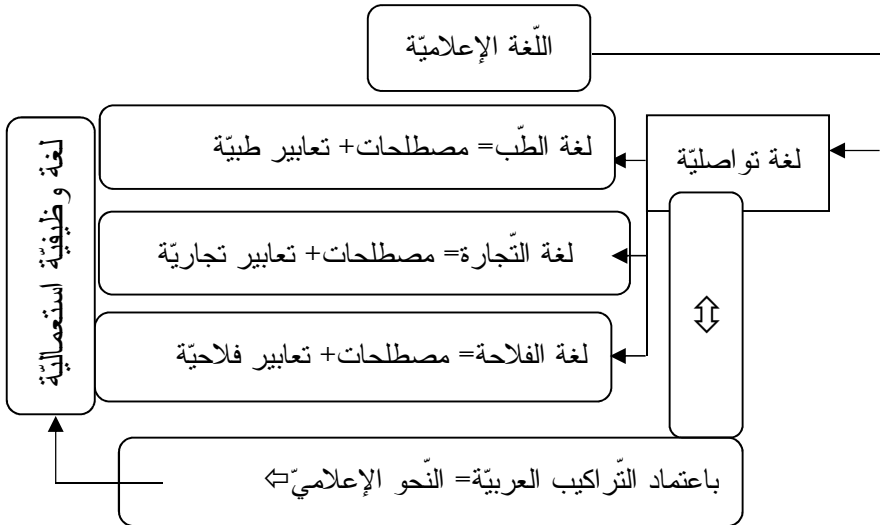 اللّغة الإعلاميّة
لغة تواصليّة
لغة الطّب= مصطلحات+ تعابير طبيّة
لغة التّجارة= مصطلحات+ تعابير تجاريّة
لغة الفلاحة= مصطلحات+ تعابير فلاحيّة
لغة وظيفيّة استعماليّة
⇕
باعتماد التّراكيب العربيّة= النّحو الإعلاميّ⇦